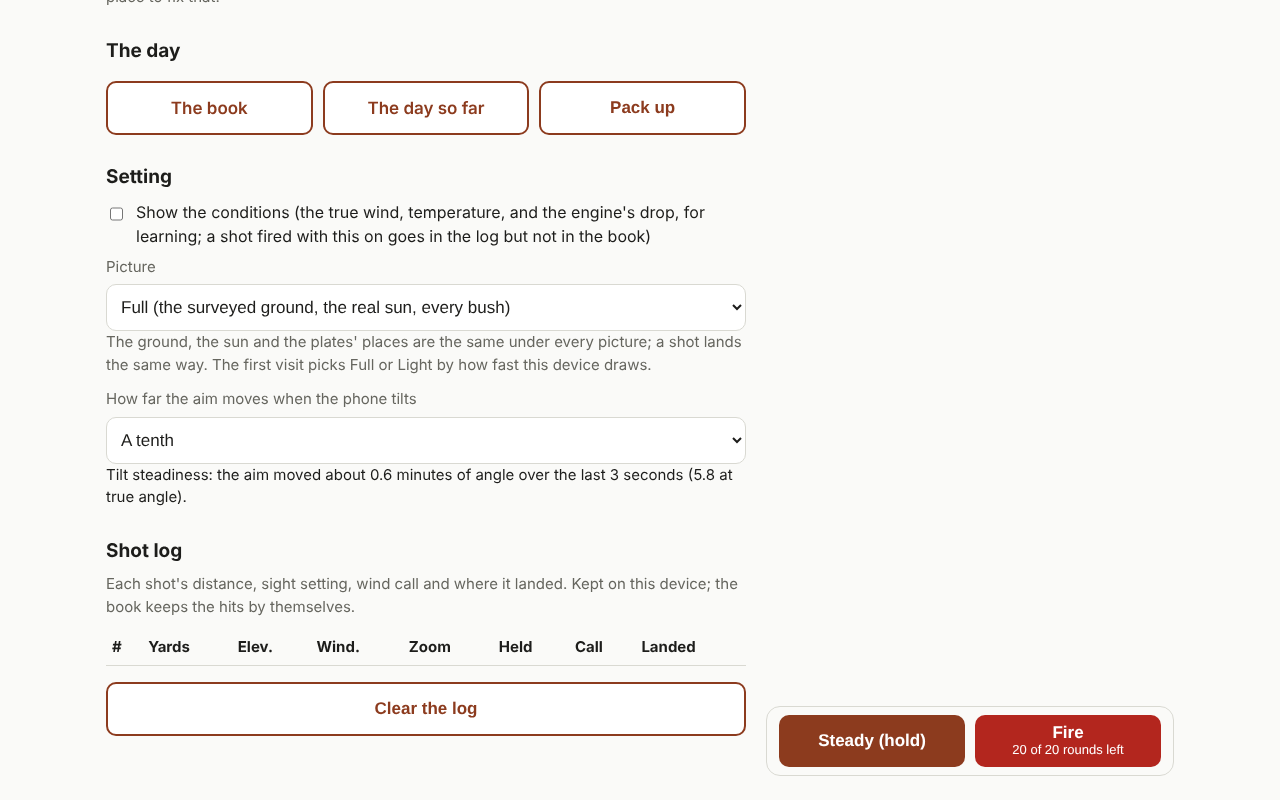 The day
The book
The day so far
Pack up
Setting
Show the conditions (the true wind, temperature, and the engine's drop, for
learning; a shot fired with this on goes in the log but not in the book)
Picture
Full (the surveyed ground, the real sun, every bush)
The ground, the sun and the plates' places are the same under every picture; a shot lands
the same way. The first visit picks Full or Light by how fast this device draws.
How far the aim moves when the phone tilts
A tenth
Tilt steadiness: the aim moved about 0.6 minutes of angle over the last 3 seconds (5.8 at
true angle).
Shot log
Each shot's distance, sight setting, wind call and where it landed. Kept on this device; the
book keeps the hits by themselves.
# Yards Elev. Wind. Zoom Held Call Landed
Clear the log
Steady (hold)
Fire
20 of 20 rounds left